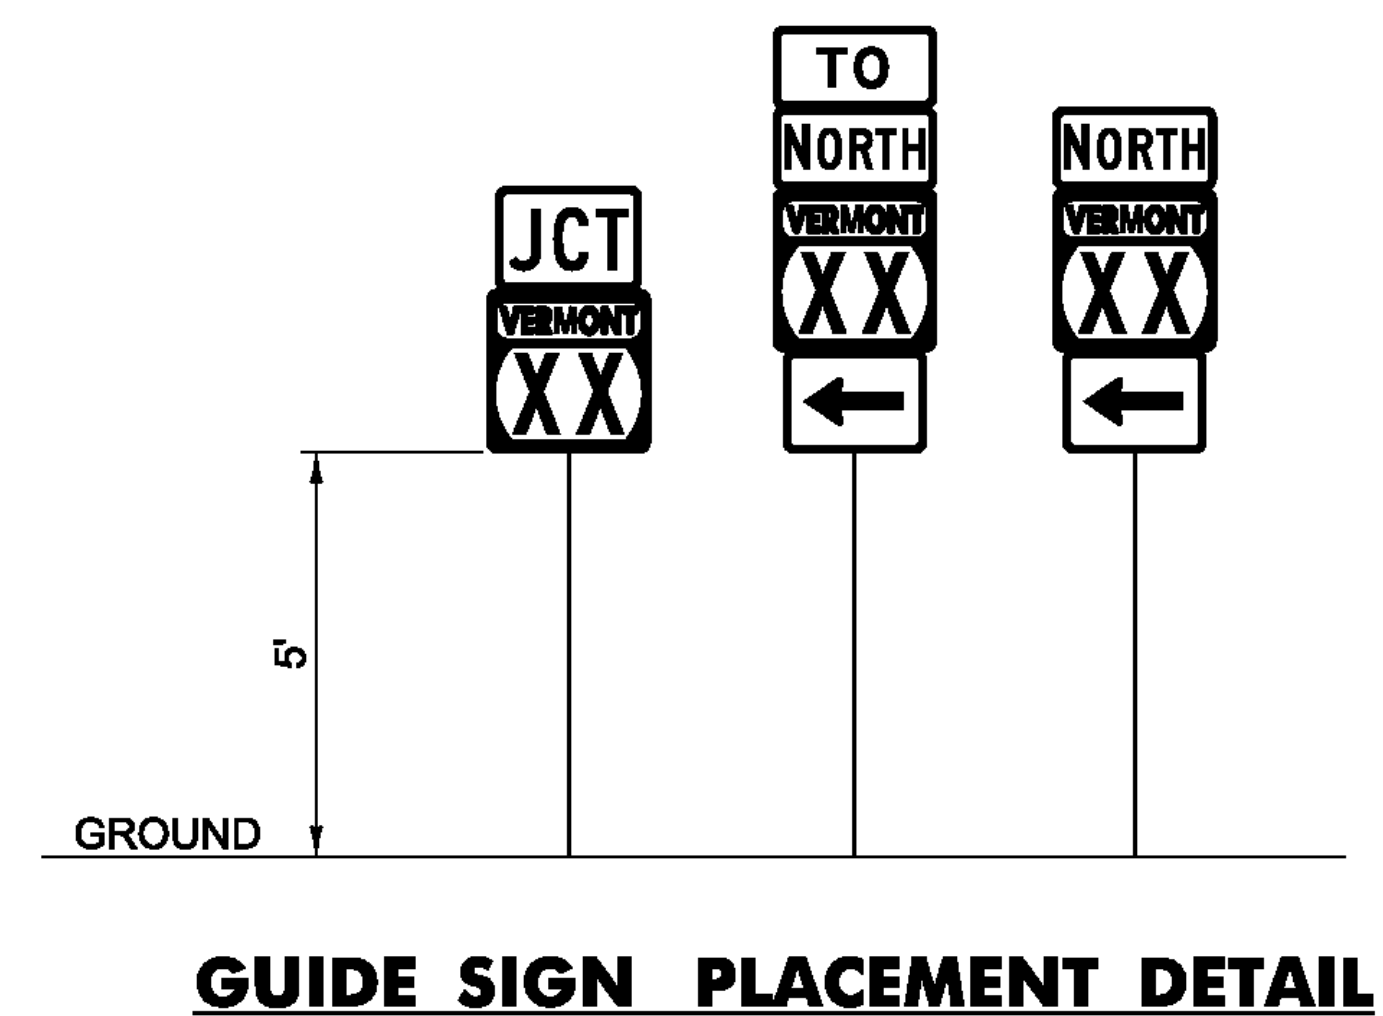 JCT
VERMONT
XX
TO
NORTH
VERMONT
XX
NORTH
VERMONT
XX
5'
GROUND
GUIDE SIGN PLACEMENT DETAIL